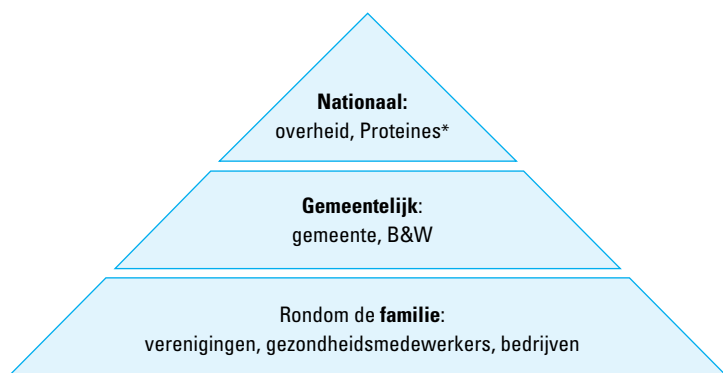 Nationaal:
overheid, Proteines*
Gemeentelijk:
gemeente, B&W
Rondom de familie:
verenigingen, gezondheidsmedewerkers, bedrijven